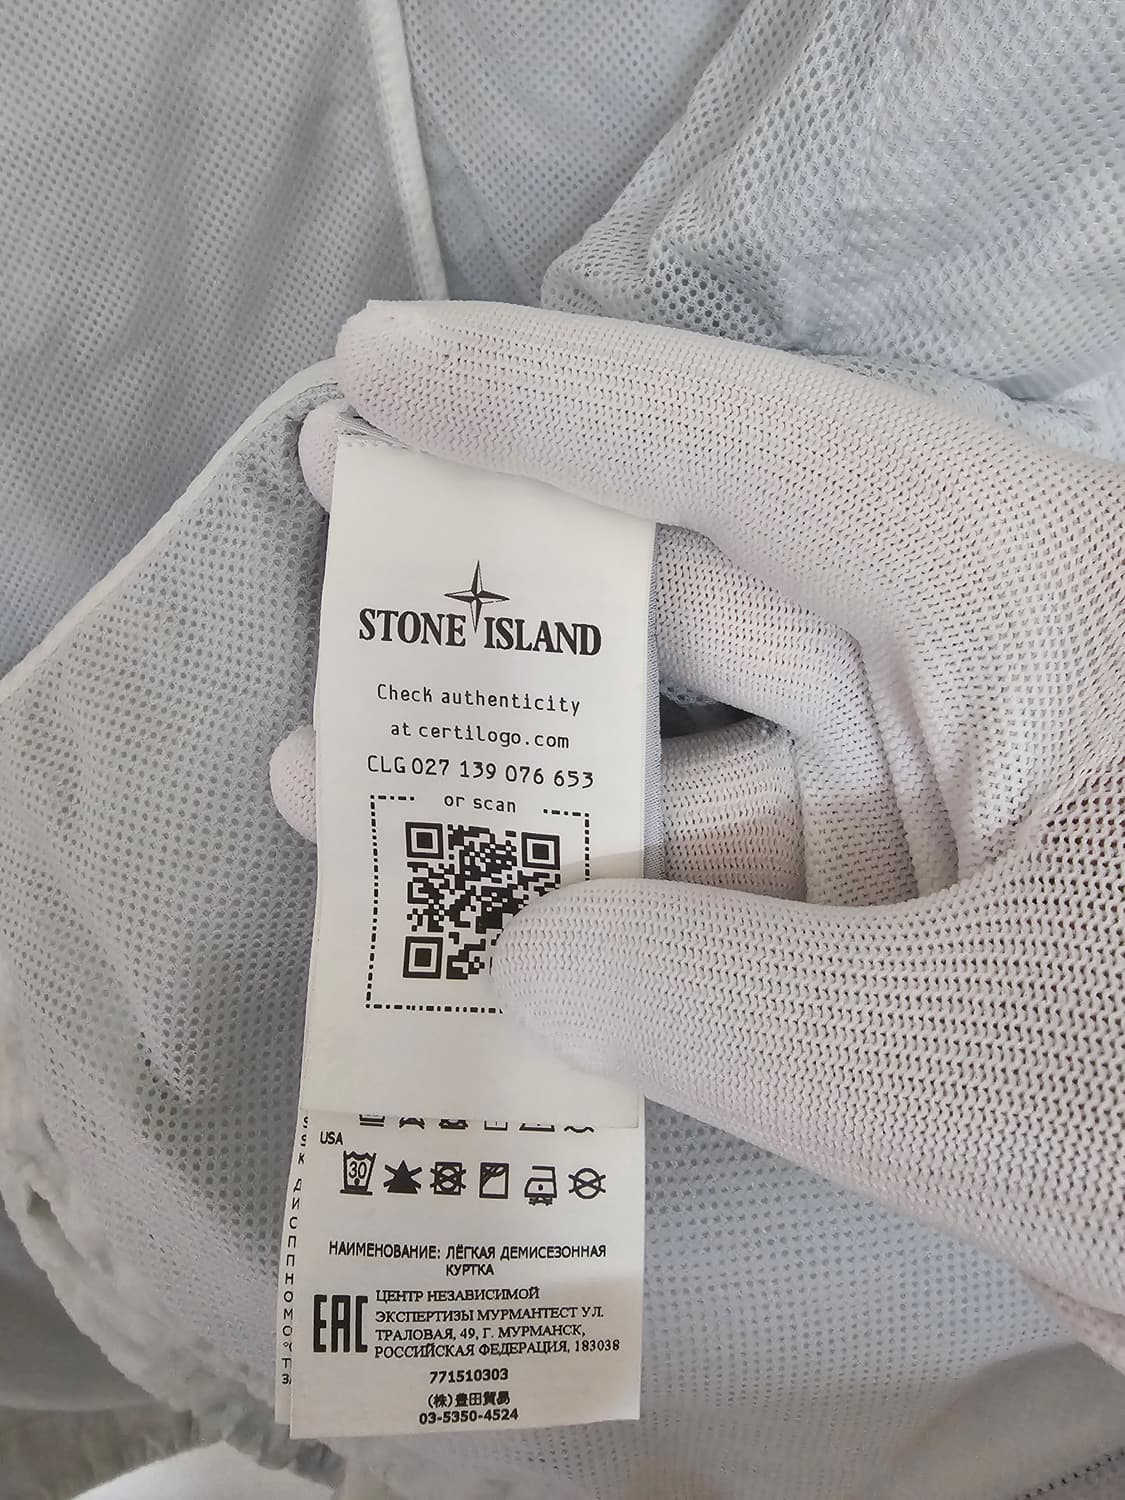 STONE ISLAND
Check authenticity
at certilogo.com
CLG 027 139 076 653
or scan
USA
30
НАИМЕНОВАНИЕ: ЛЁГКАЯ ДЕМИСЕЗОННАЯ
КУРТКА
EAC
ЦЕНТР НЕЗАВИСИМОЙ
ЭКСПЕРТИЗЫ МУРМАНТЕСТ УЛ.
ТРАЛОВАЯ, 49, Г. МУРМАНСК,
РОССИЙСКАЯ ФЕДЕРАЦИЯ, 183038
771510303
(株)豊田貿易
03-5350-4524